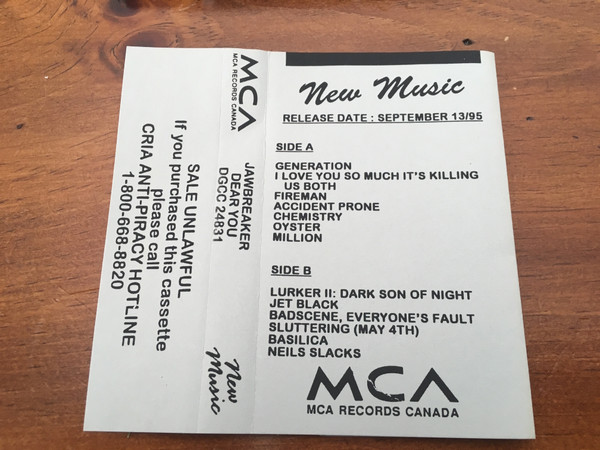 SALE UNLAWFUL
If you purchased this cassette
please call
CRIA ANTI-PIRACY HOTLINE
1-800-668-8820
MCA
MCA RECORDS CANADA
JAWBREAKER
DEAR YOU
DGCC 24831
New
Music
New Music
RELEASE DATE : SEPTEMBER 13/95
SIDE A
GENERATION
I LOVE YOU SO MUCH IT'S KILLING
US BOTH
FIREMAN
ACCIDENT PRONE
CHEMISTRY
OYSTER
MILLION
SIDE B
LURKER II: DARK SON OF NIGHT
JET BLACK
BADSCENE, EVERYONE'S FAULT
SLUTTERING (MAY 4TH)
BASILICA
NEILS SLACKS
MCA
MCA RECORDS CANADA